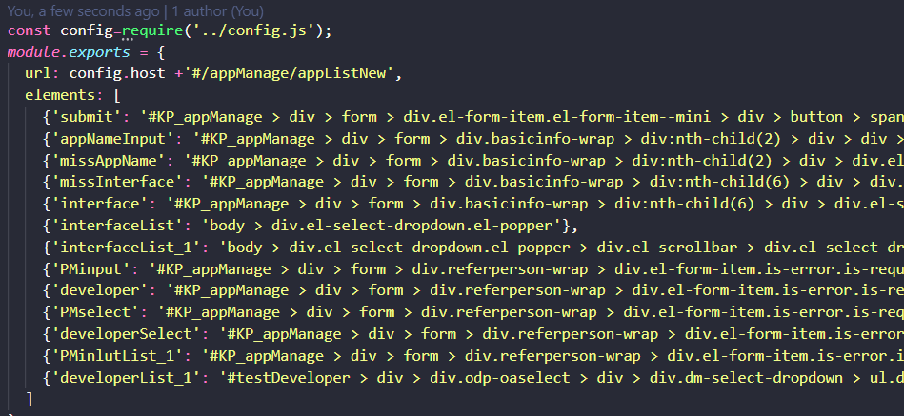 You, a few seconds ago | 1 author (You)
const config=require('../config.js');
module.exports = {
url: config.host +'#/appManage/appListNew',
elements: [
{'submit': '#KP_appManage > div > form > div.el-form-item.el-form-item--mini > div > button > span
{'appNameInput': '#KP_appManage > div > form > div.basicinfo-wrap > div:nth-child(2) > div > div
{'missAppName': '#KP_appManage > div > form > div.basicinfo-wrap > div:nth-child(2) > div > div.el
{'missInterface': '#KP_appManage > div > form > div.basicinfo-wrap > div:nth-child(6) > div > div.
{'interface': '#KP_appManage > div > form > div.basicinfo-wrap > div:nth-child(6) > div > div.el-s
{'interfaceList': 'body > div.el-select-dropdown.el-popper'},
{'interfaceList_1': 'body > div.el-select-dropdown.el-popper > div.el-scrollbar > div.el-select-dr
{'PMinput': '#KP_appManage > div > form > div.referperson-wrap > div.el-form-item.is-error.is-requ
{'developer': '#KP_appManage > div > form > div.referperson-wrap > div.el-form-item.is-error.is-re
{'PMselect': '#KP_appManage > div > form > div.referperson-wrap > div.el-form-item.is-error.is-req
{'developerSelect': '#KP_appManage > div > form > div.referperson-wrap > div.el-form-item.is-error
{'PMinlutList_1': '#KP_appManage > div > form > div.referperson-wrap > div.el-form-item.is-error.i
{'developerList_1': '#testDeveloper > div > div.odp-oaselect > div > div.dm-select-dropdown > ul.d
]